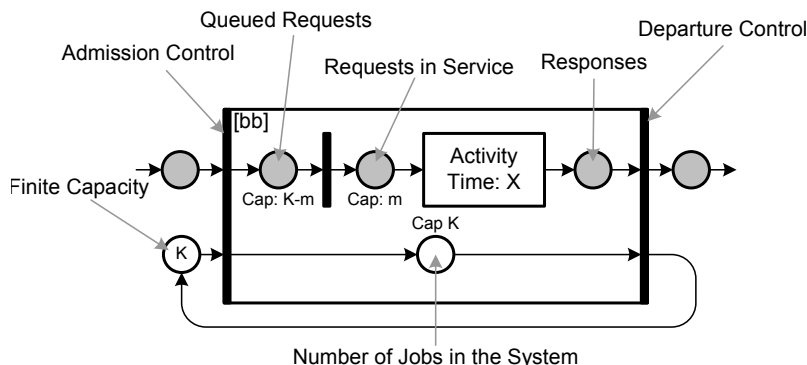 Queued Requests
Departure Control
Admission Control
Requests in Service
Responses
[bb]
Activity
Time: X
Finite Capacity
Cap: K-m
Cap: m
Cap K
K
Number of Jobs in the System